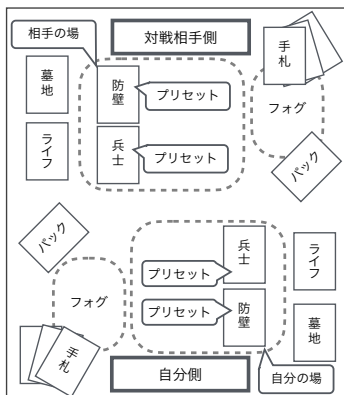 相手の場
対戦相手側
手札
墓地
防壁
プリセット
フォグ
ライフ
兵士
プリセット
パック
パック
兵士
ライフ
プリセット
フォグ
プリセット
防壁
墓地
手札
自分側
自分の場